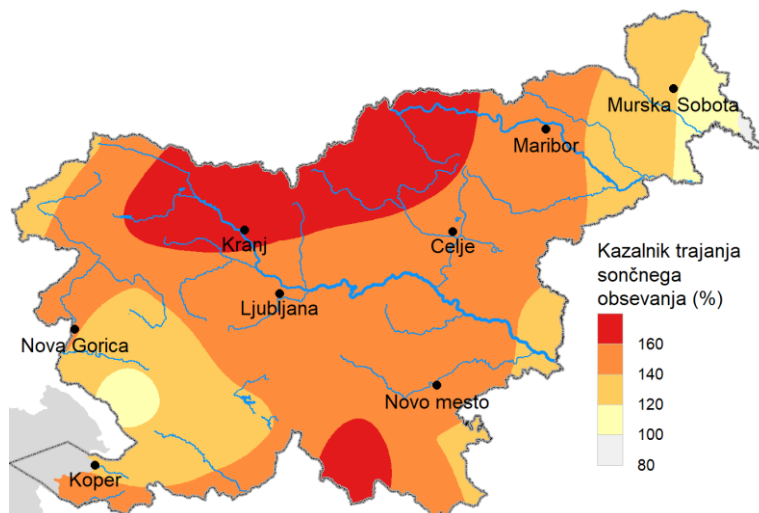 Murska Sobota
Maribor
Kranj
Celje
Ljubljana
Nova Gorica
Novo mesto
Koper
Kazalnik trajanja
sončnega
obsevanja (%)
160
140
120
100
80